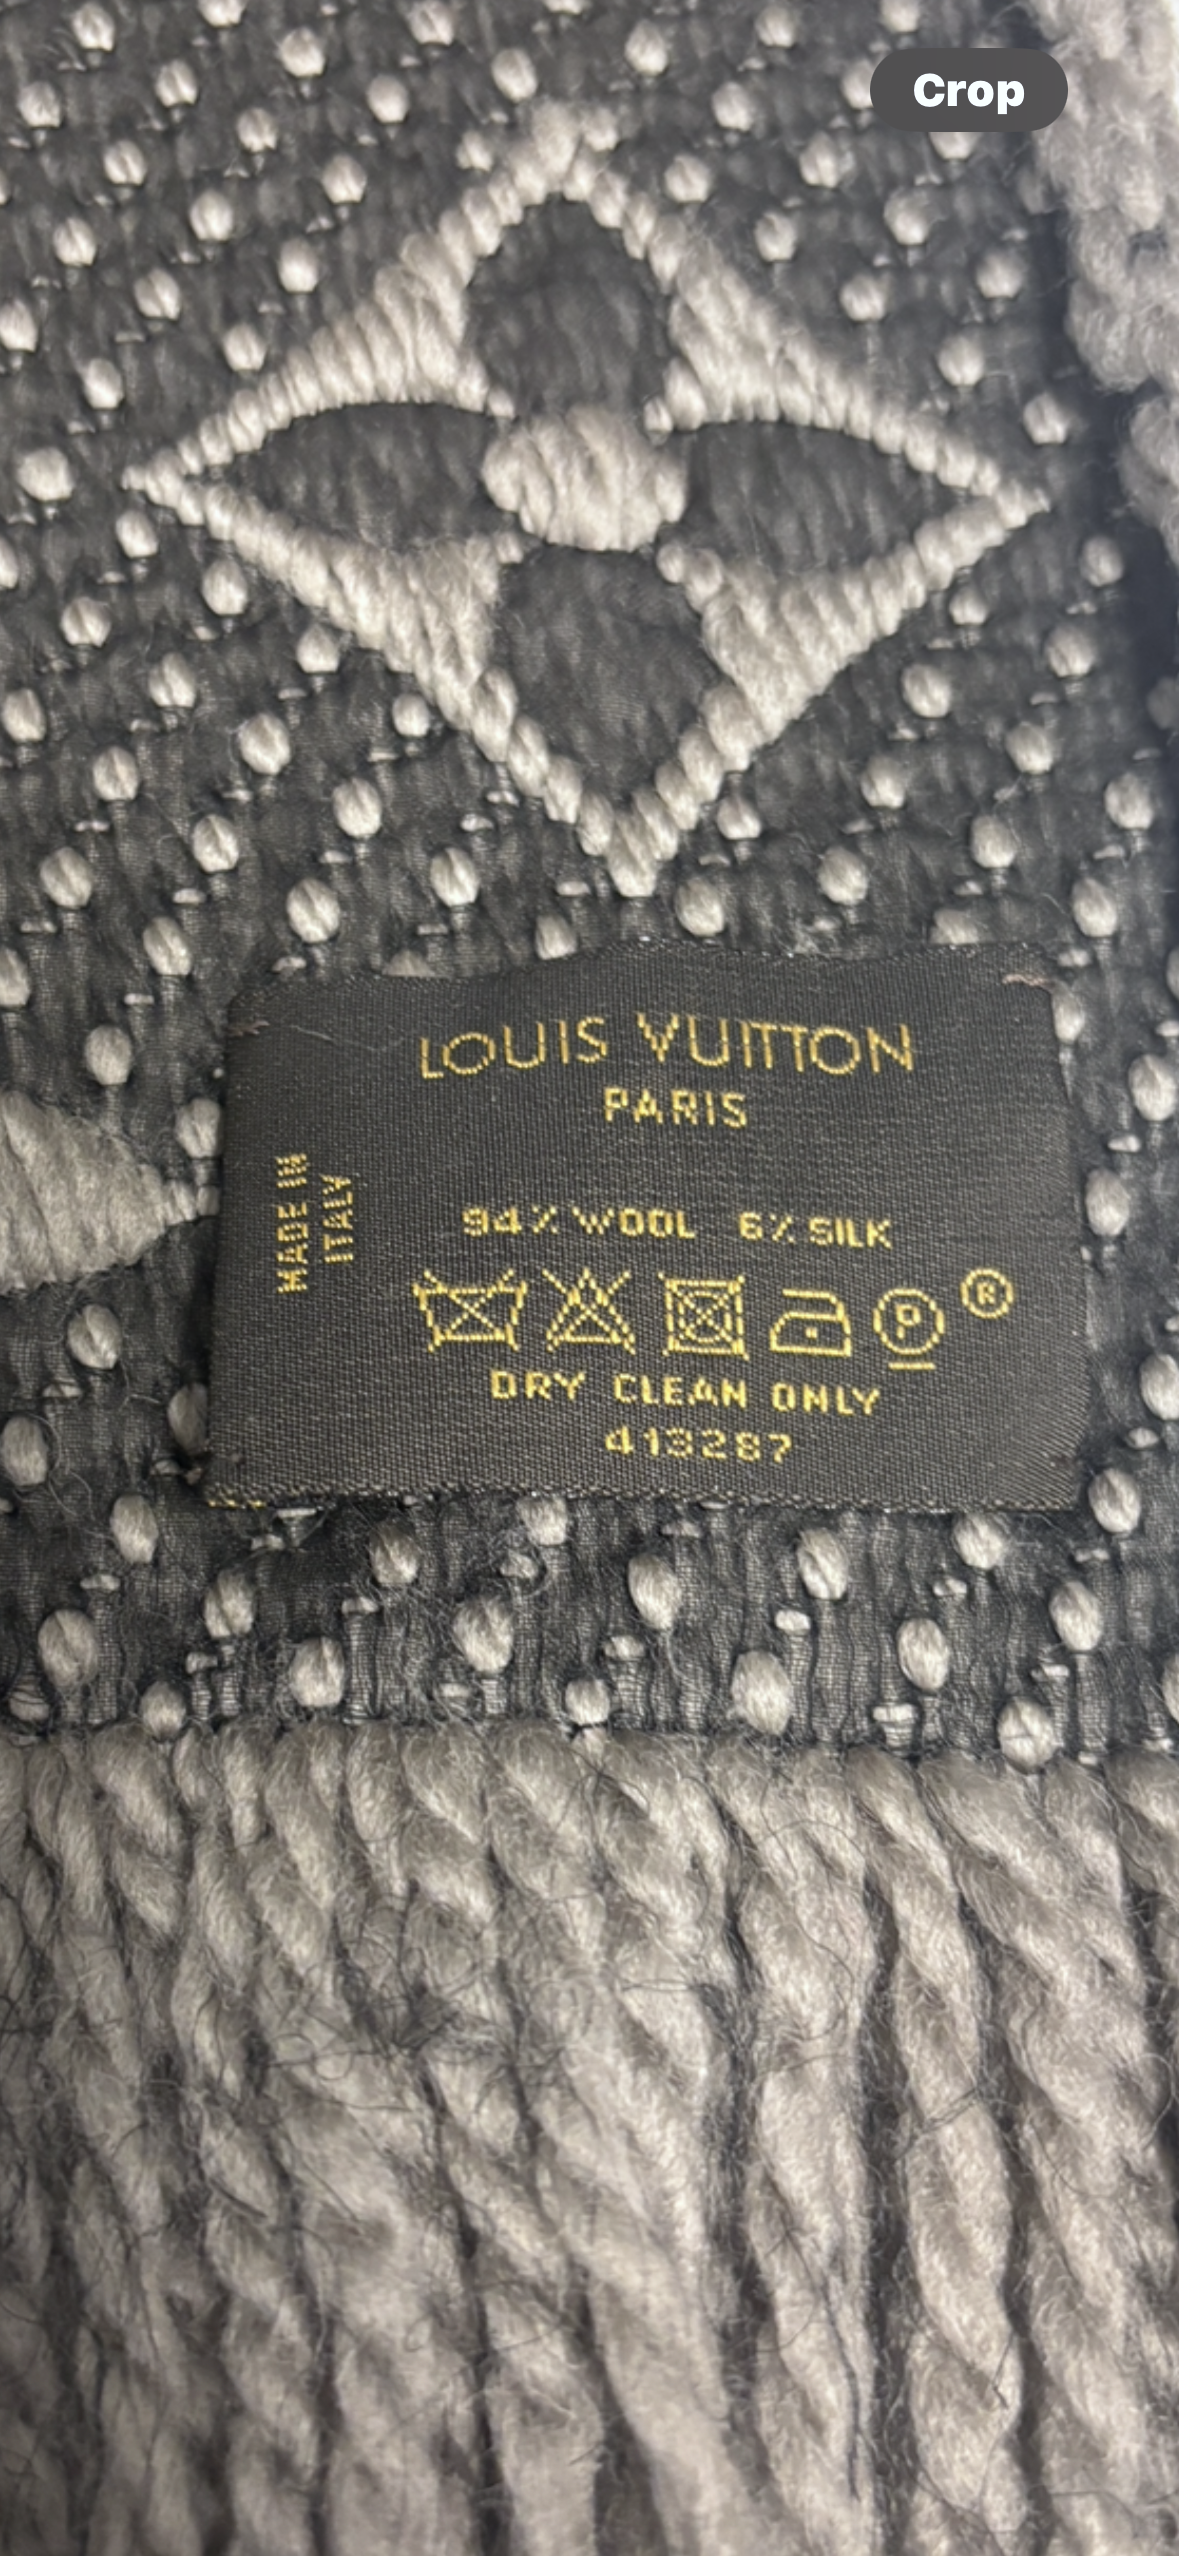 Crop
LOUIS VUITTON
PARIS
MADE IN
ITALY
94% WOOL 6% SILK
P ®
DRY CLEAN ONLY
413287